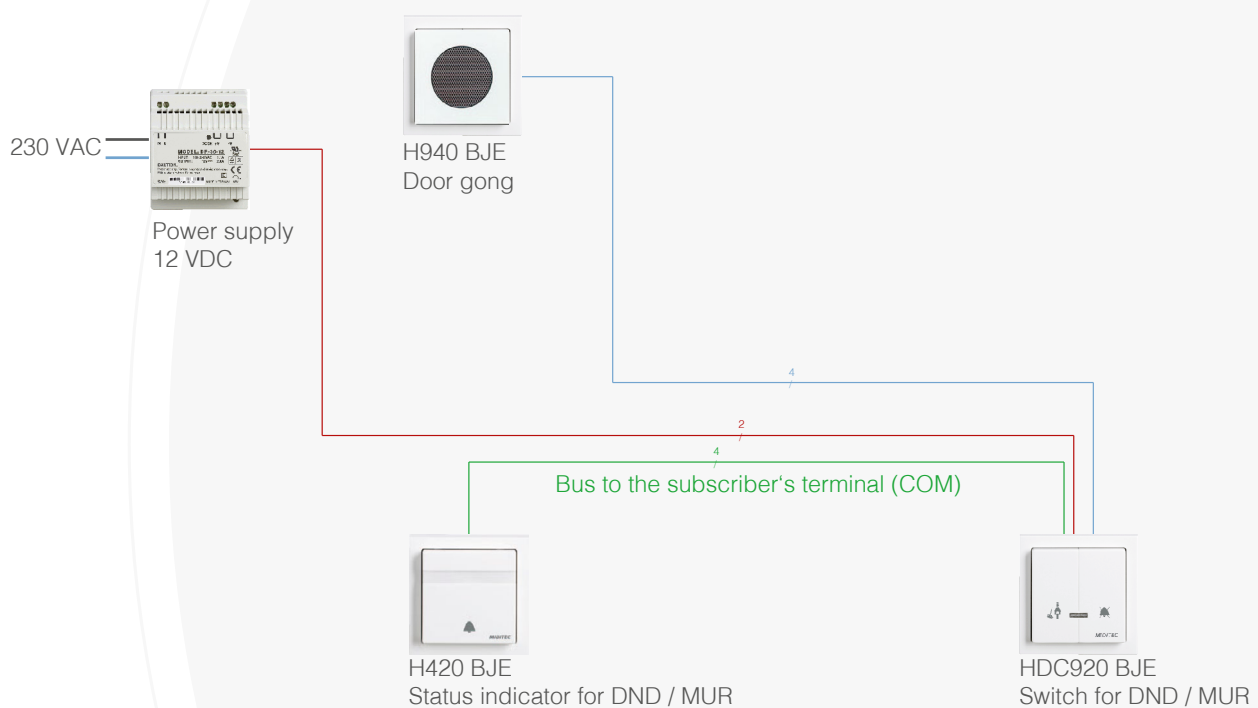 230 VAC
Power supply
12 VDC
H940 BJE
Door gong
4
2
4
Bus to the subscriber‘s terminal (COM)
H420 BJE
Status indicator for DND / MUR
HDC920 BJE
Switch for DND / MUR